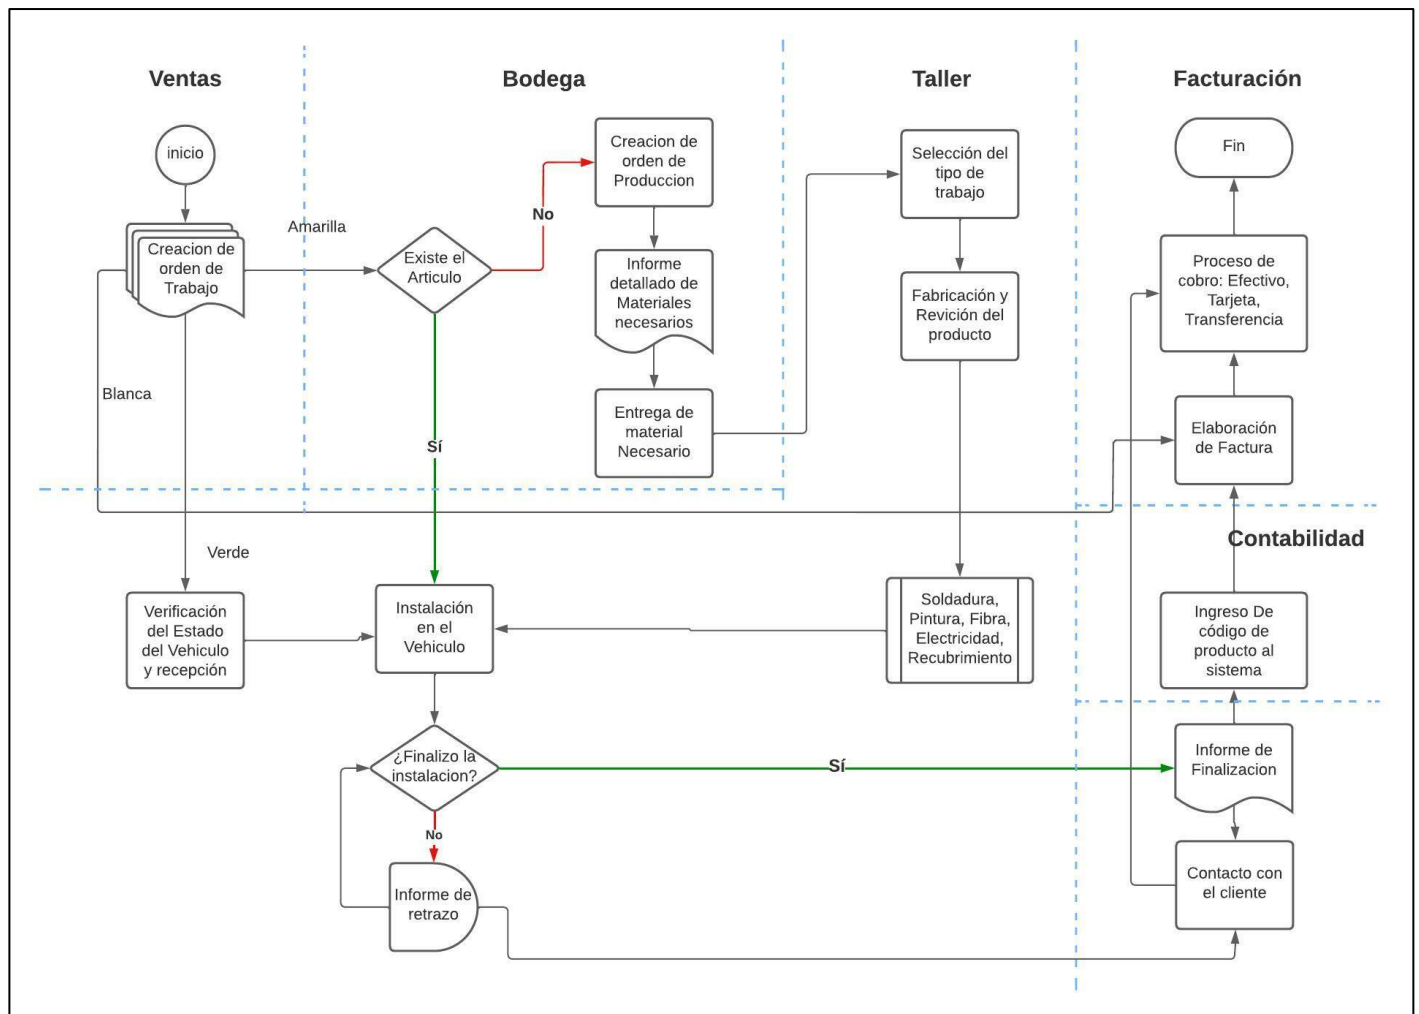 Ventas
Bodega
Taller
Facturación
inicio
Creacion de
orden de
Trabajo
Amarilla
Blanca
Verde
Verificación
del Estado
del Vehiculo
y recepción
Existe el
Articulo
No
Sí
Creacion de
orden de
Produccion
Informe
detallado de
Materiales
necesarios
Entrega de
material
Necesario
Selección del
tipo de
trabajo
Fabricación y
Revición del
producto
Soldadura,
Pintura, Fibra,
Electricidad,
Recubrimiento
Instalación
en el
Vehiculo
¿Finalizo la
instalacion?
No
Sí
Informe de
retrazo
Fin
Proceso de
cobro: Efectivo,
Tarjeta,
Transferencia
Elaboración
de Factura
Contabilidad
Ingreso De
código de
producto al
sistema
Informe de
Finalizacion
Contacto con
el cliente